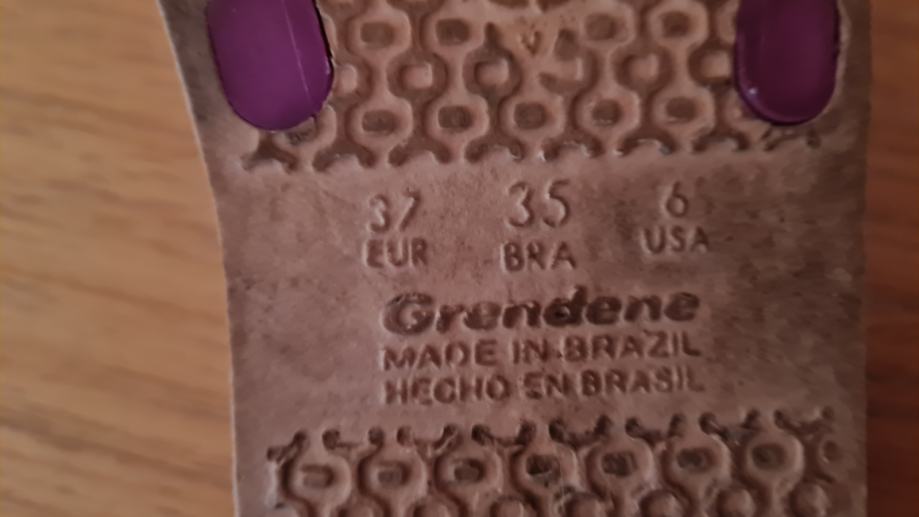 37 35 6
EUR BRA USA
Grendene
MADE IN BRAZIL
HECHO EN BRASIL